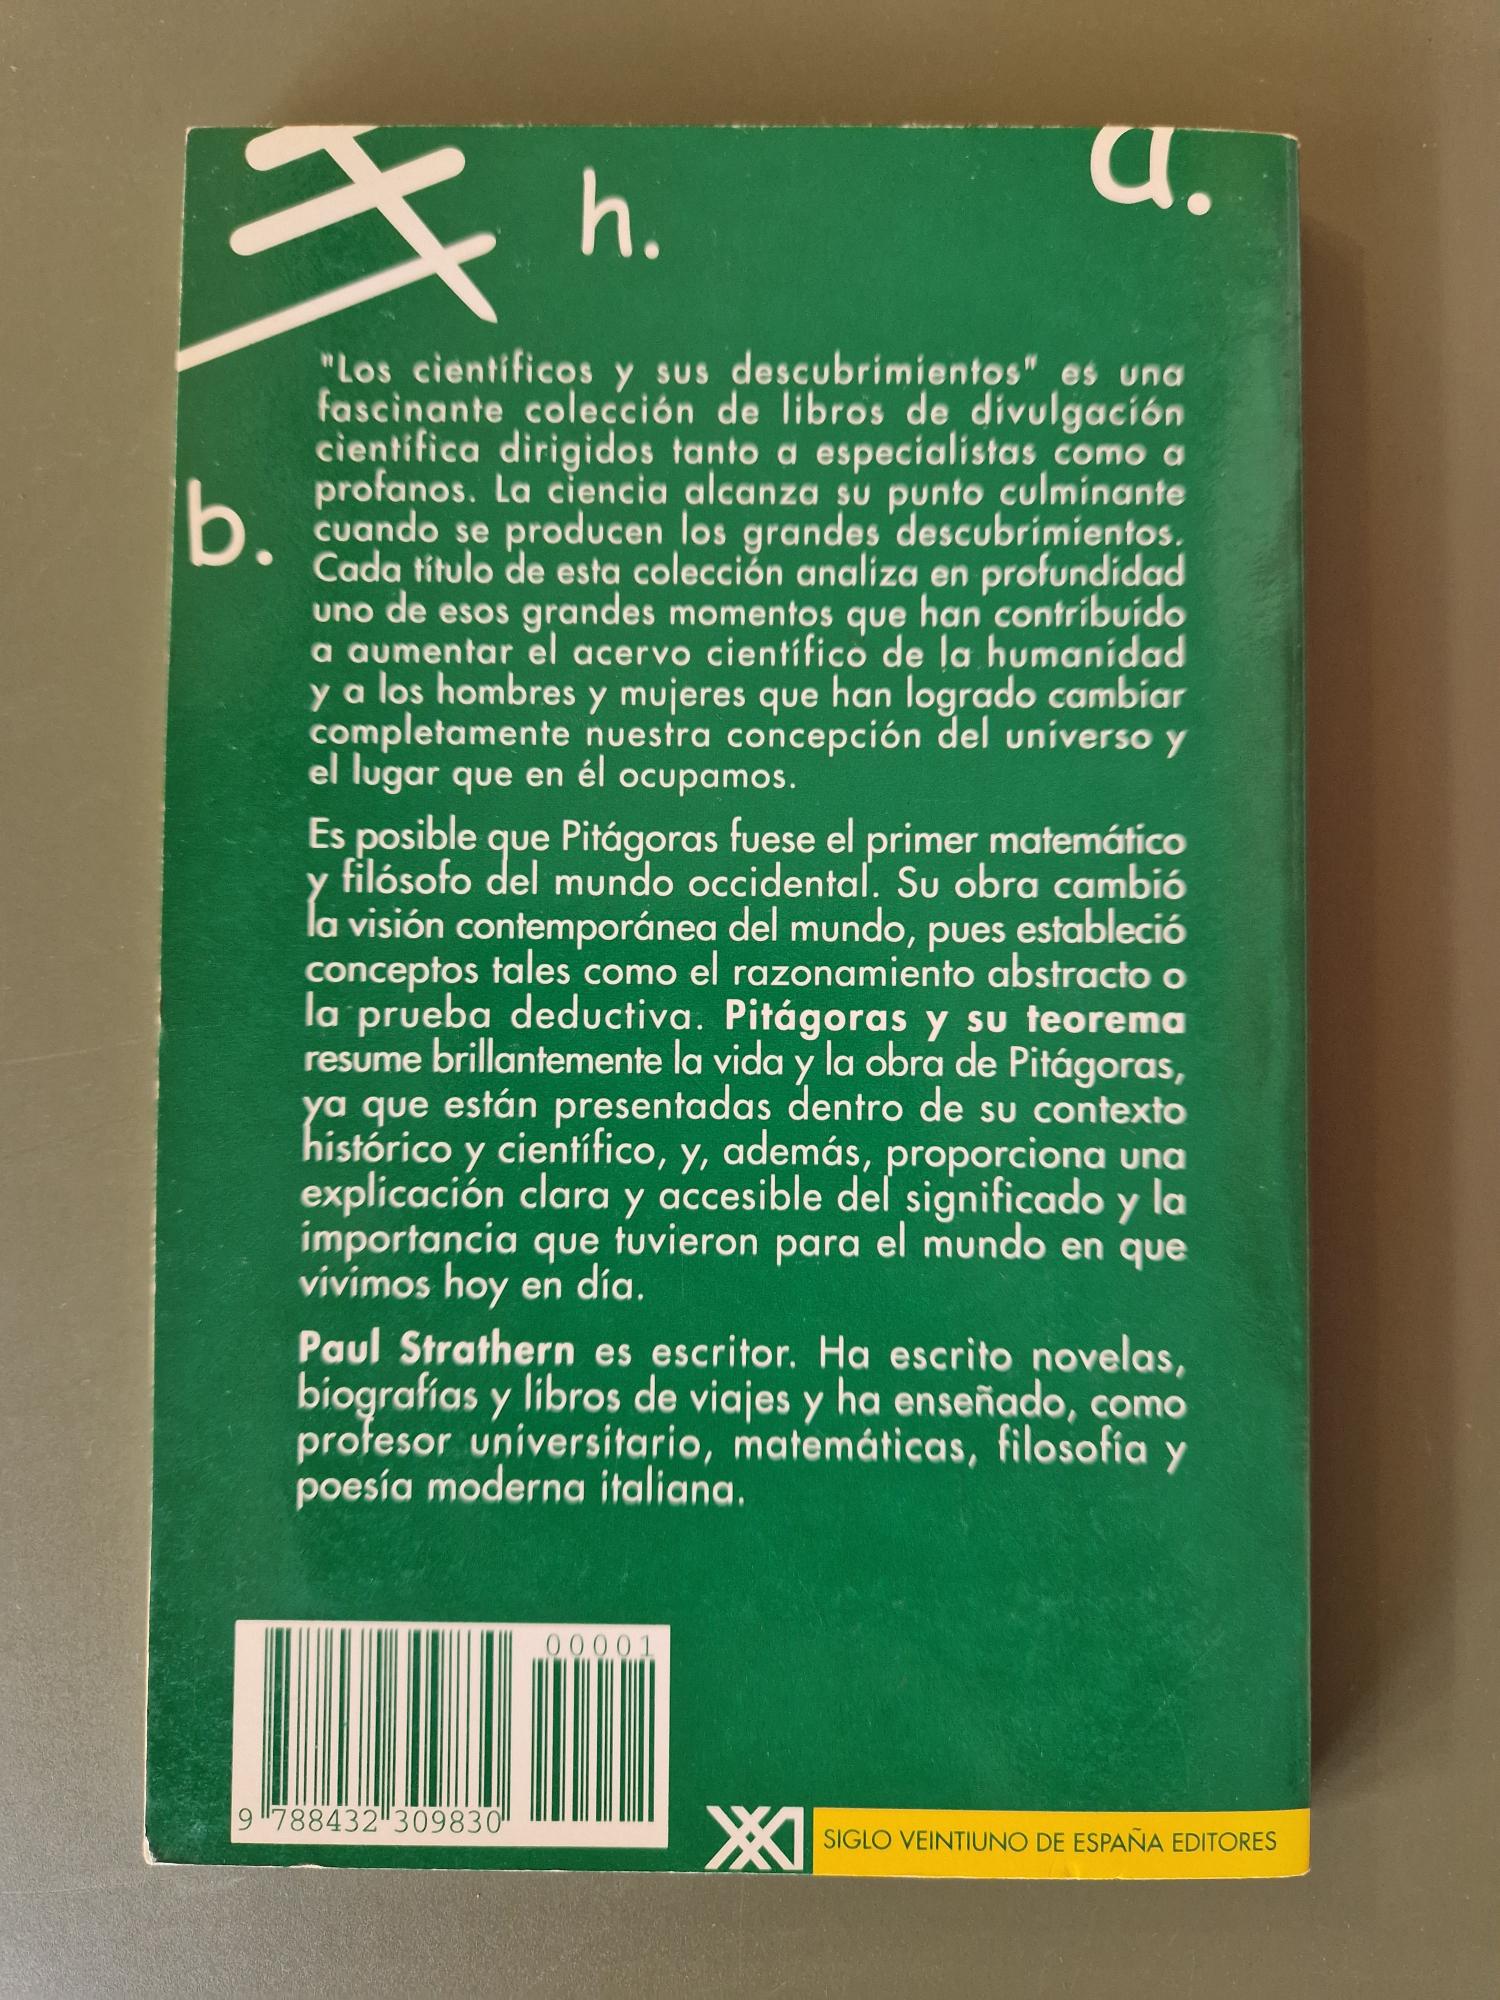 h.
a.
b.
"Los científicos y sus descubrimientos" es una
fascinante colección de libros de divulgación
científica dirigidos tanto a especialistas como a
profanos. La ciencia alcanza su punto culminante
cuando se producen los grandes descubrimientos.
Cada título de esta colección analiza en profundidad
uno de esos grandes momentos que han contribuido
a aumentar el acervo científico de la humanidad
y a los hombres y mujeres que han logrado cambiar
completamente nuestra concepción del universo y
el lugar que en él ocupamos.
Es posible que Pitágoras fuese el primer matemático
y filósofo del mundo occidental. Su obra cambió
la visión contemporánea del mundo, pues estableció
conceptos tales como el razonamiento abstracto o
la prueba deductiva. Pitágoras y su teorema
resume brillantemente la vida y la obra de Pitágoras,
ya que están presentadas dentro de su contexto
histórico y científico, y, además, proporciona una
explicación clara y accesible del significado y la
importancia que tuvieron para el mundo en que
vivimos hoy en día.
Paul Strathern es escritor. Ha escrito novelas,
biografías y libros de viajes y ha enseñado, como
profesor universitario, matemáticas, filosofía y
poesía moderna italiana.
00001
9 788432 309830
SIGLO VEINTIUNO DE ESPAÑA EDITORES